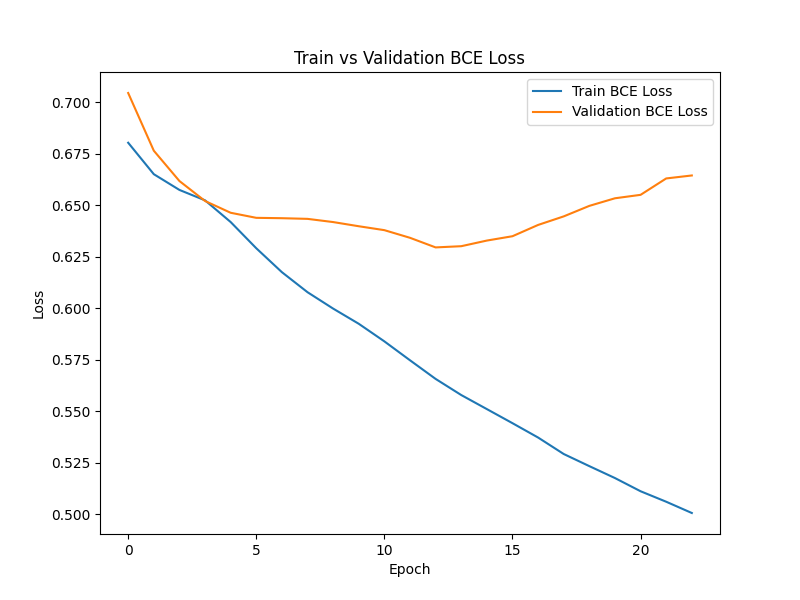 Train vs Validation BCE Loss
Train BCE Loss
Validation BCE Loss
0.700
0.675
0.650
0.625
0.600
0.575
0.550
0.525
0.500
Loss
0 5 10 15 20
Epoch